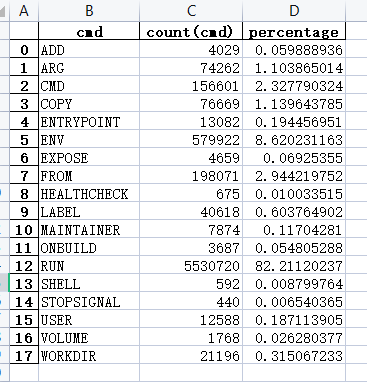 A B C D
cmd count(cmd) percentage
0 ADD 4029 0.059888936
1 ARG 74262 1.103865014
2 CMD 156601 2.327790324
3 COPY 76669 1.139643785
4 ENTRYPOINT 13082 0.194456951
5 ENV 579922 8.620231163
6 EXPOSE 4659 0.06925355
7 FROM 198071 2.944219752
8 HEALTHCHECK 675 0.010033515
9 LABEL 40618 0.603764902
10 MAINTAINER 7874 0.11704281
11 ONBUILD 3687 0.054805288
12 RUN 5530720 82.21120237
13 SHELL 592 0.008799764
14 STOPSIGNAL 440 0.006540365
15 USER 12588 0.187113905
16 VOLUME 1768 0.026280377
17 WORKDIR 21196 0.315067233